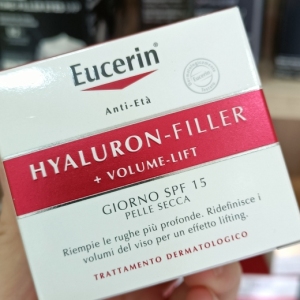 Eucerin
Anti-Età
HYALURON-FILLER
+ VOLUME-LIFT
GIORNO SPF 15
PELLE SECCA
Riempie le rughe più profonde. Ridefinisce i
volumi del viso per un effetto lifting.
TRATTAMENTO DERMATOLOGICO